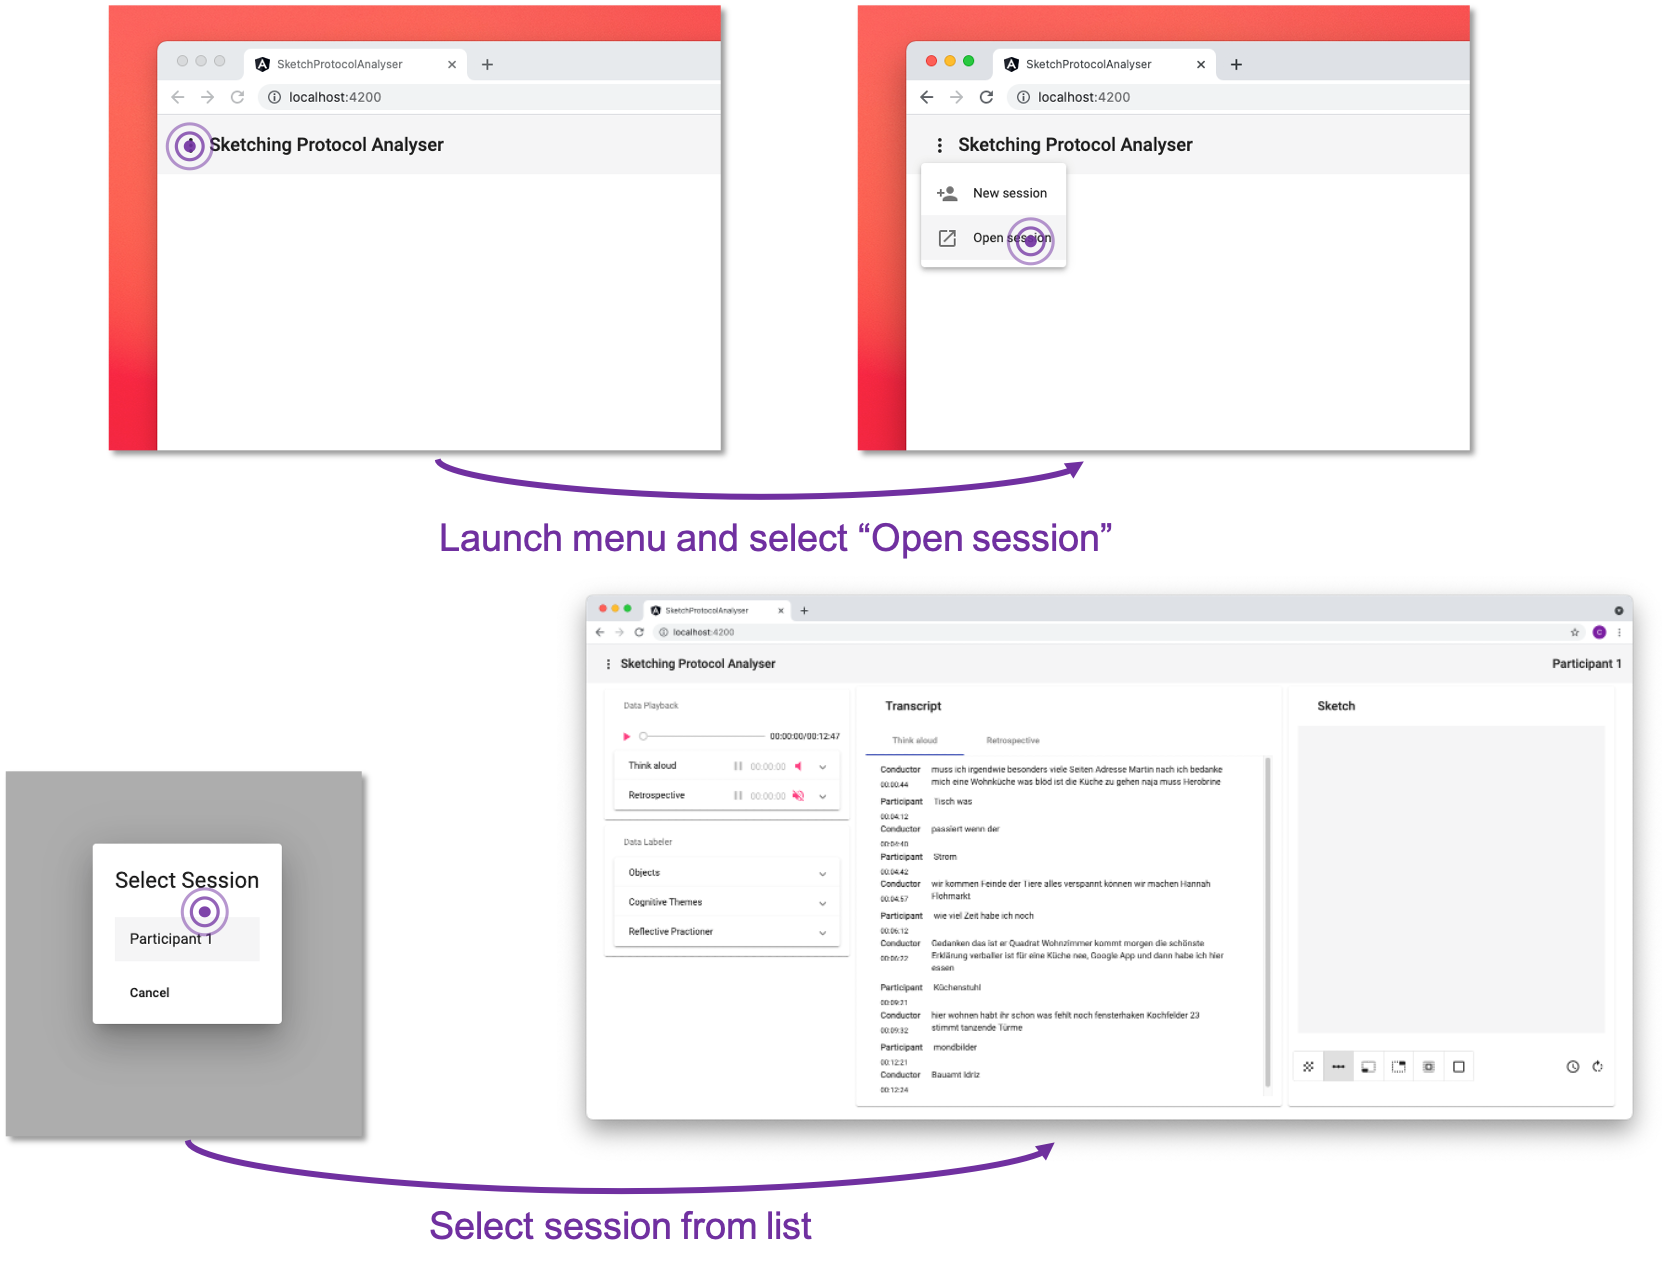 SketchProtocolAnalyser
localhost:4200
Sketching Protocol Analyser
SketchProtocolAnalyser
localhost:4200
Sketching Protocol Analyser
New session
Open session
Launch menu and select “Open session”
Select Session
Participant 1
Cancel
SketchProtocolAnalyser
localhost:4200
C
Sketching Protocol Analyser
Participant 1
Data Playback
00:00:00/00:12:47
Think aloud
00:00:00
Retrospective
00:00:00
Data Labeler
Objects
Cognitive Themes
Reflective Practioner
Transcript
Think aloud
Retrospective
Conductor muss ich irgendwie besonders viele Seiten Adresse Martin nach ich bedanke
00:00:44 mich eine Wohnküche was blöd ist die Küche zu gehen naja muss Herobrine
Participant Tisch was
00:04:12
Conductor passiert wenn der
00:04:40
Participant Strom
00:04:42
Conductor wir kommen Feinde der Tiere alles verspannt können wir machen Hannah
00:04:57 Flohmarkt
Participant wie viel Zeit habe ich noch
00:06:12
Conductor Gedanken das ist er Quadrat Wohnzimmer kommt morgen die schönste
00:06:22 Erklärung verballer ist für eine Küche nee, Google App und dann habe ich hier
essen
Participant Küchenstuhl
00:09:21
Conductor hier wohnen habt ihr schon was fehlt noch fensterhaken Kochfelder 23
00:09:32 stimmt tanzende Türme
Participant mondbilder
00:12:21
Conductor Bauamt Idriz
00:12:24
Sketch
Select session from list